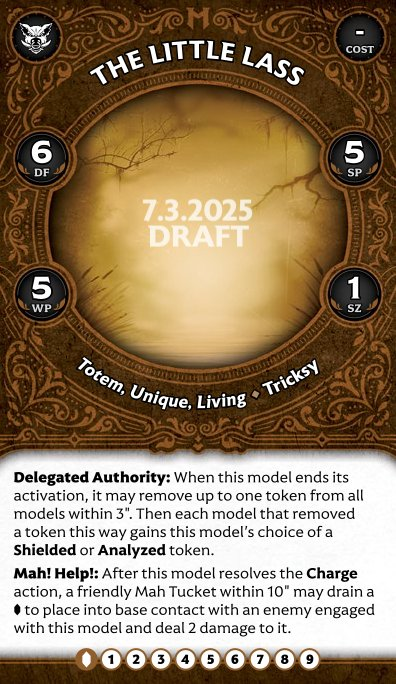 THE LITTLE LASS
-
COST
6
DF
5
SP
7.3.2025
DRAFT
5
WP
1
SZ
Totem, Unique, Living ◆ Tricksy
Delegated Authority: When this model ends its
activation, it may remove up to one token from all
models within 3". Then each model that removed
a token this way gains this model's choice of a
Shielded or Analyzed token.
Mah! Help!: After this model resolves the Charge
action, a friendly Mah Tucket within 10" may drain a
to place into base contact with an enemy engaged
with this model and deal 2 damage to it.
1 2 3 4 5 6 7 8 9